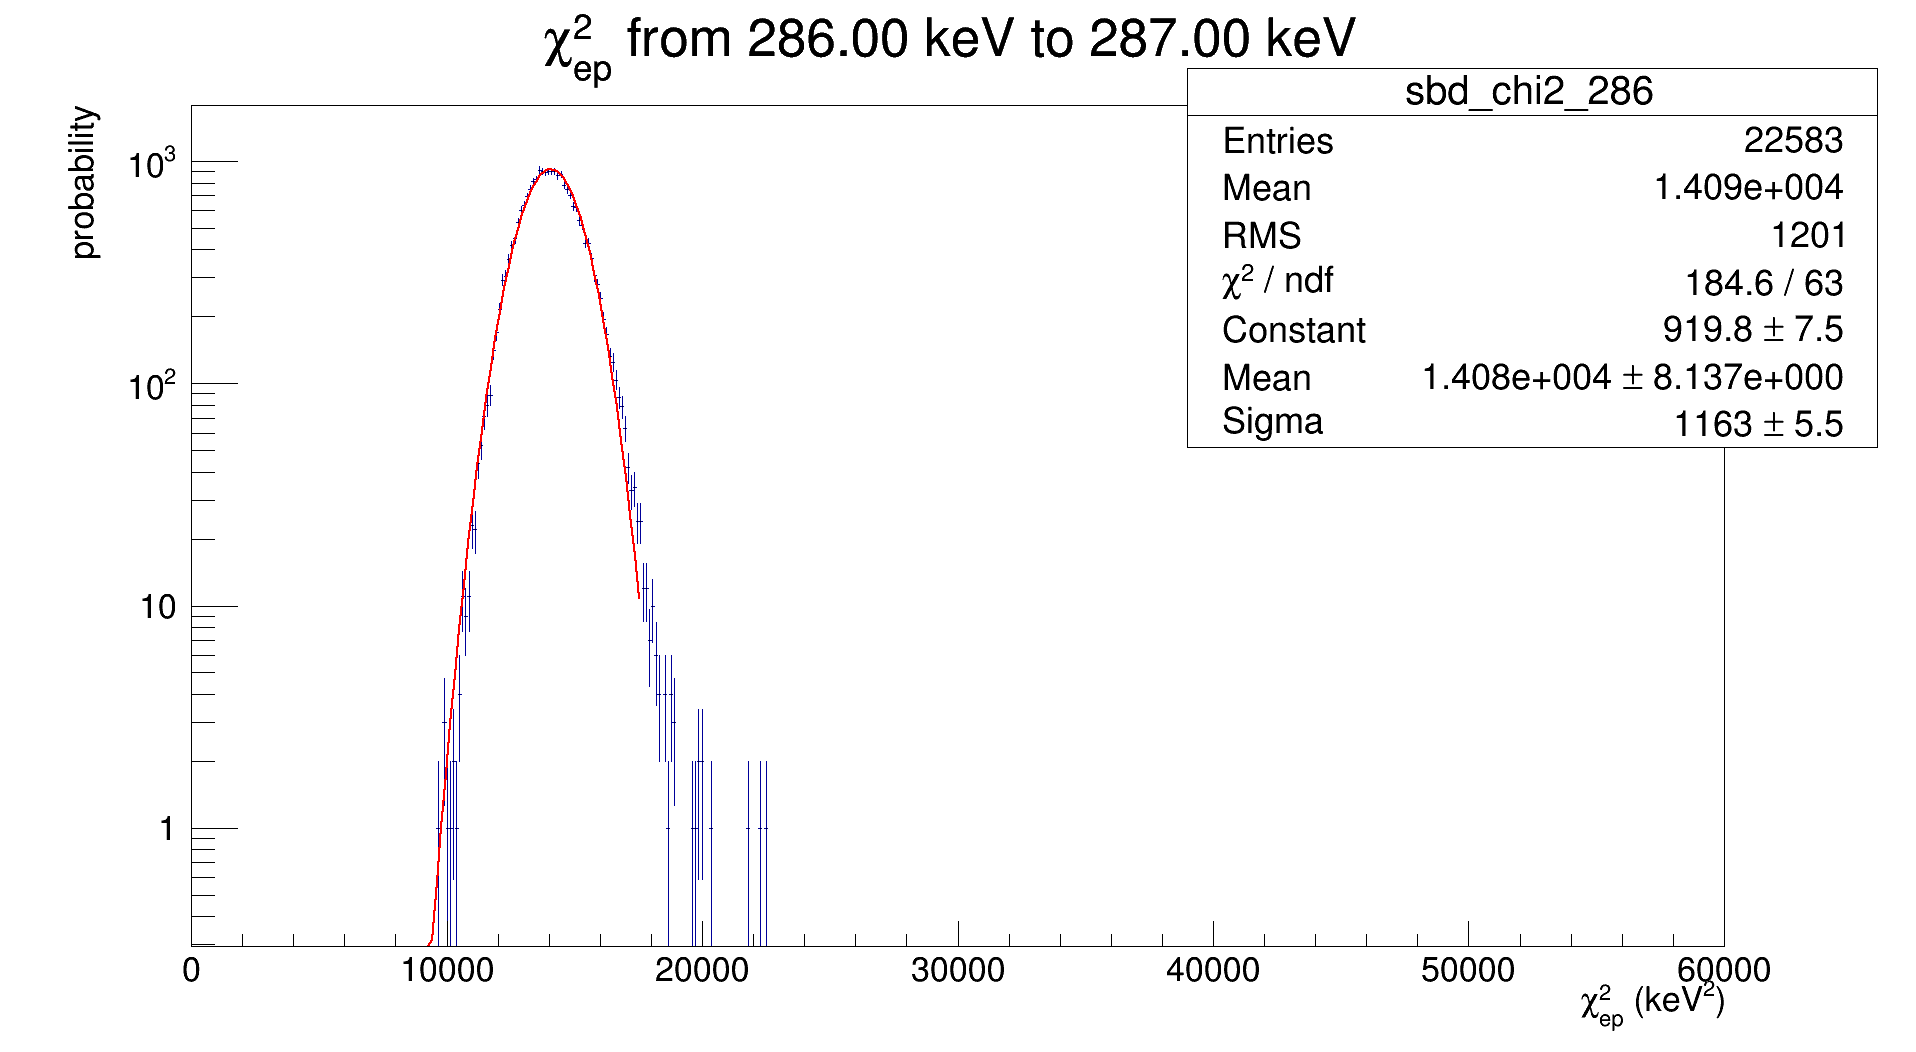 χ²ep from 286.00 keV to 287.00 keV
sbd_chi2_286
Entries 22583
Mean 1.409e+004
RMS 1201
χ² / ndf 184.6 / 63
Constant 919.8 ± 7.5
Mean 1.408e+004 ± 8.137e+000
Sigma 1163 ± 5.5
probability
10³
10²
10
1
0 10000 20000 30000 40000 50000 60000
χ²ep (keV²)